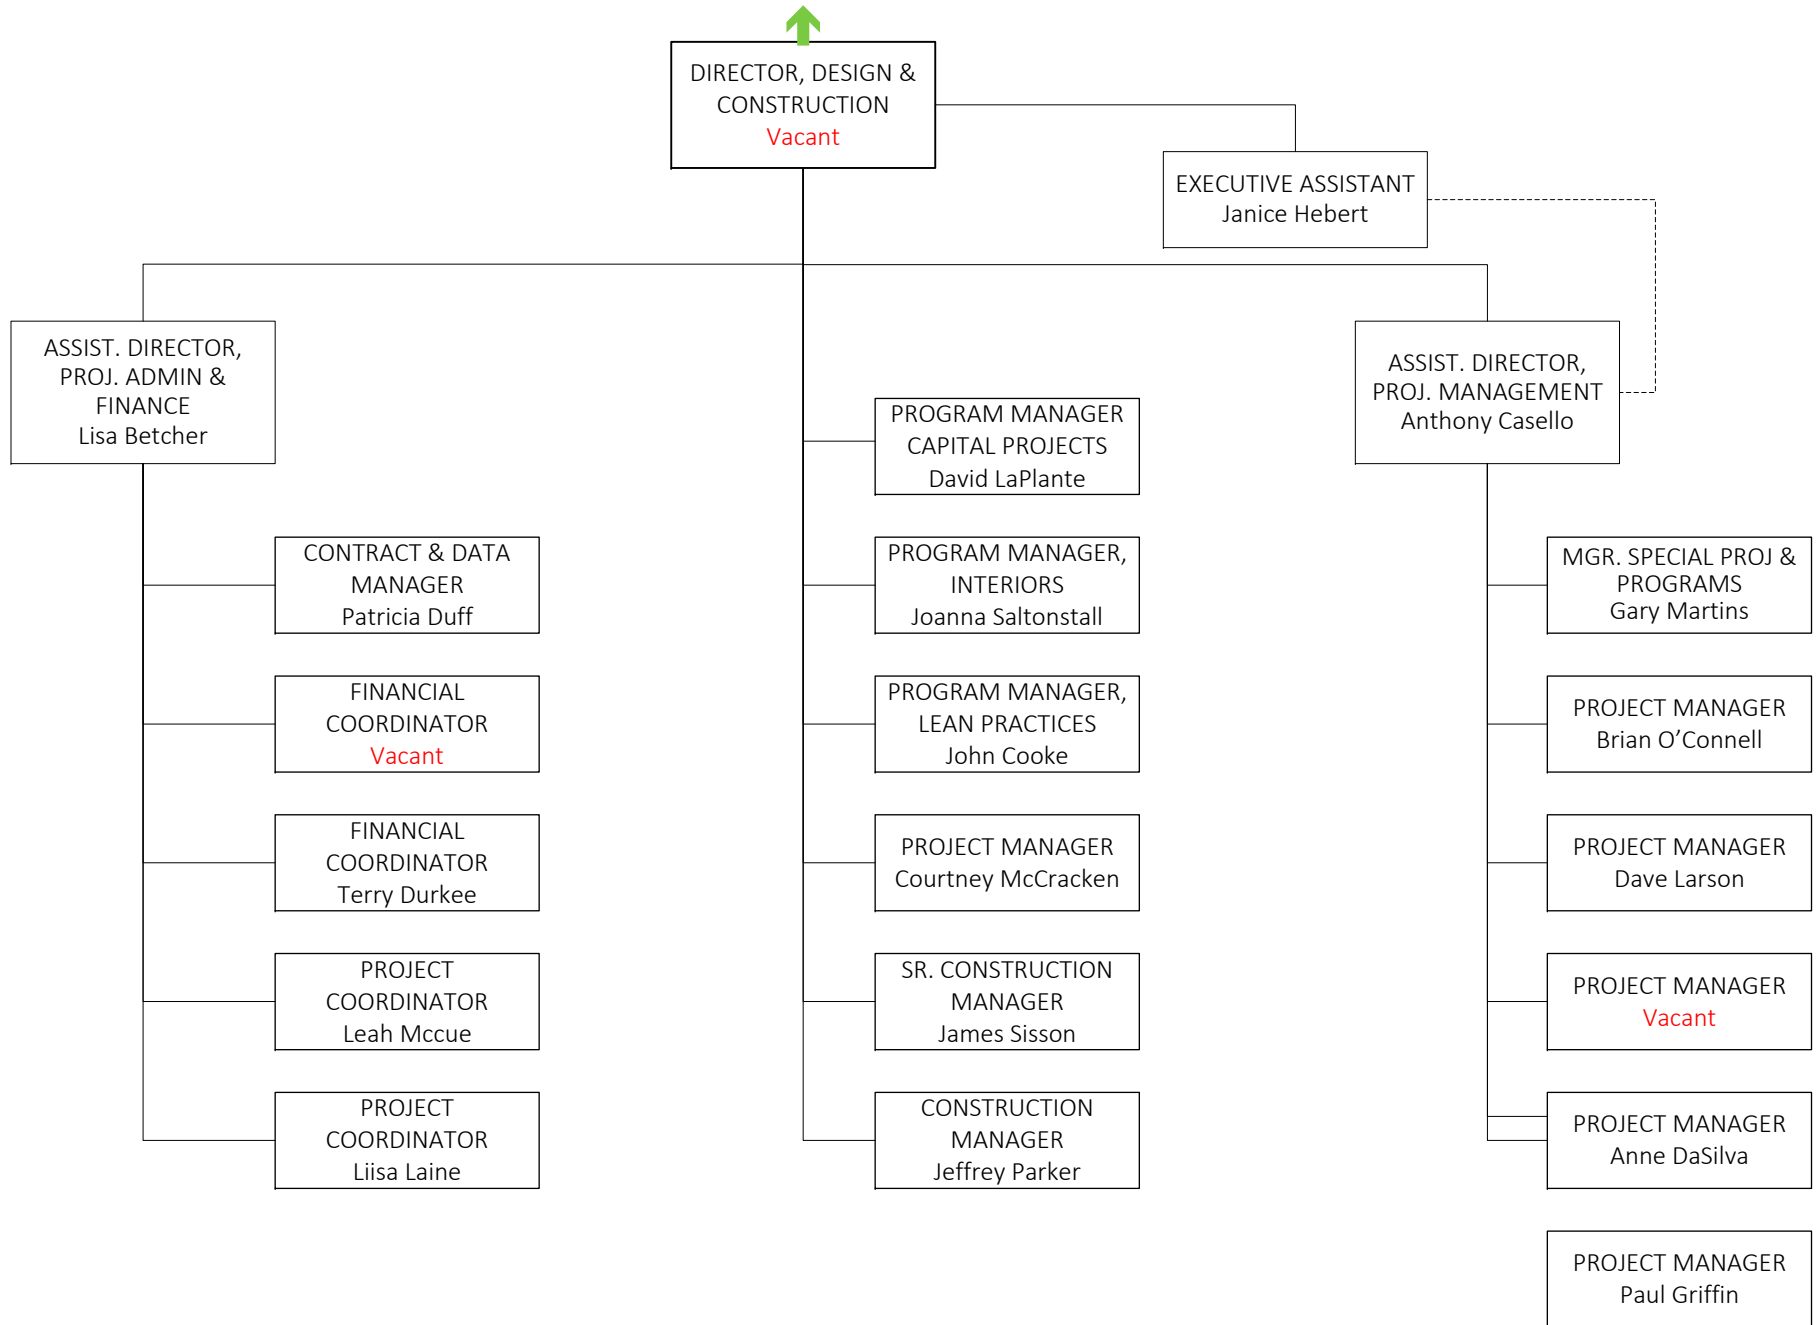 DIRECTOR, DESIGN &
CONSTRUCTION
Vacant
EXECUTIVE ASSISTANT
Janice Hebert
ASSIST. DIRECTOR,
PROJ. ADMIN &
FINANCE
Lisa Betcher
CONTRACT & DATA
MANAGER
Patricia Duff
FINANCIAL
COORDINATOR
Vacant
FINANCIAL
COORDINATOR
Terry Durkee
PROJECT
COORDINATOR
Leah Mccue
PROJECT
COORDINATOR
Liisa Laine
PROGRAM MANAGER
CAPITAL PROJECTS
David LaPlante
PROGRAM MANAGER,
INTERIORS
Joanna Saltonstall
PROGRAM MANAGER,
LEAN PRACTICES
John Cooke
PROJECT MANAGER
Courtney McCracken
SR. CONSTRUCTION
MANAGER
James Sisson
CONSTRUCTION
MANAGER
Jeffrey Parker
ASSIST. DIRECTOR,
PROJ. MANAGEMENT
Anthony Casello
MGR. SPECIAL PROJ &
PROGRAMS
Gary Martins
PROJECT MANAGER
Brian O’Connell
PROJECT MANAGER
Dave Larson
PROJECT MANAGER
Vacant
PROJECT MANAGER
Anne DaSilva
PROJECT MANAGER
Paul Griffin